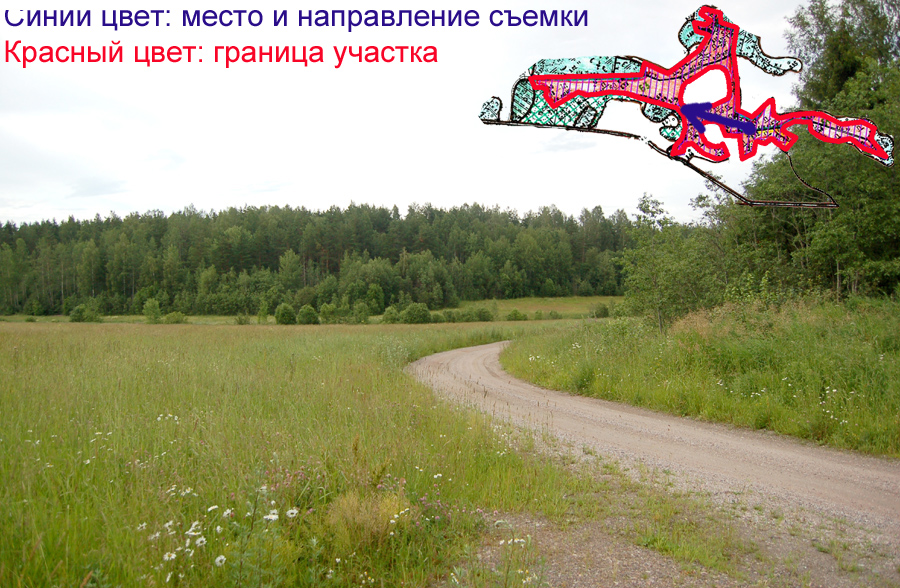 Синий цвет: место и направление съемки
Красный цвет: граница участка